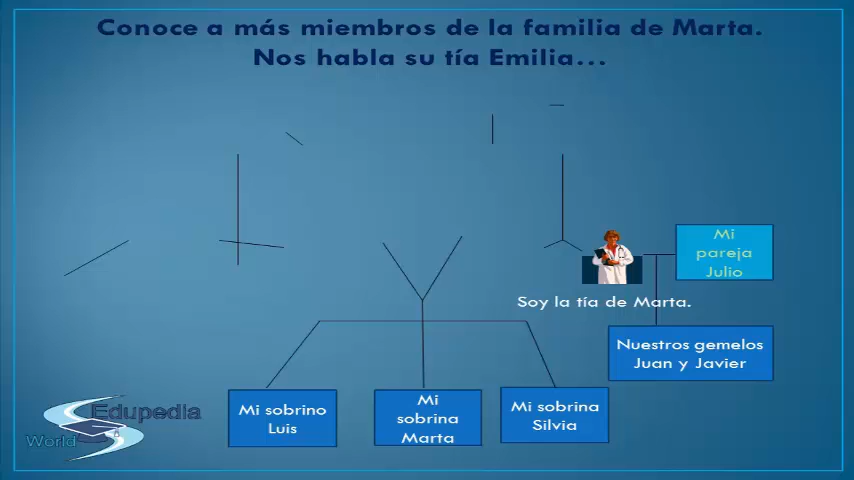 Conoce a más miembros de la familia de Marta.
Nos habla su tía Emilia...
Mi
pareja
Julio
Soy la tía de Marta.
Nuestros gemelos
Juan y Javier
Mi sobrino
Luis
Mi
sobrina
Marta
Mi sobrina
Silvia
Edupedia
World